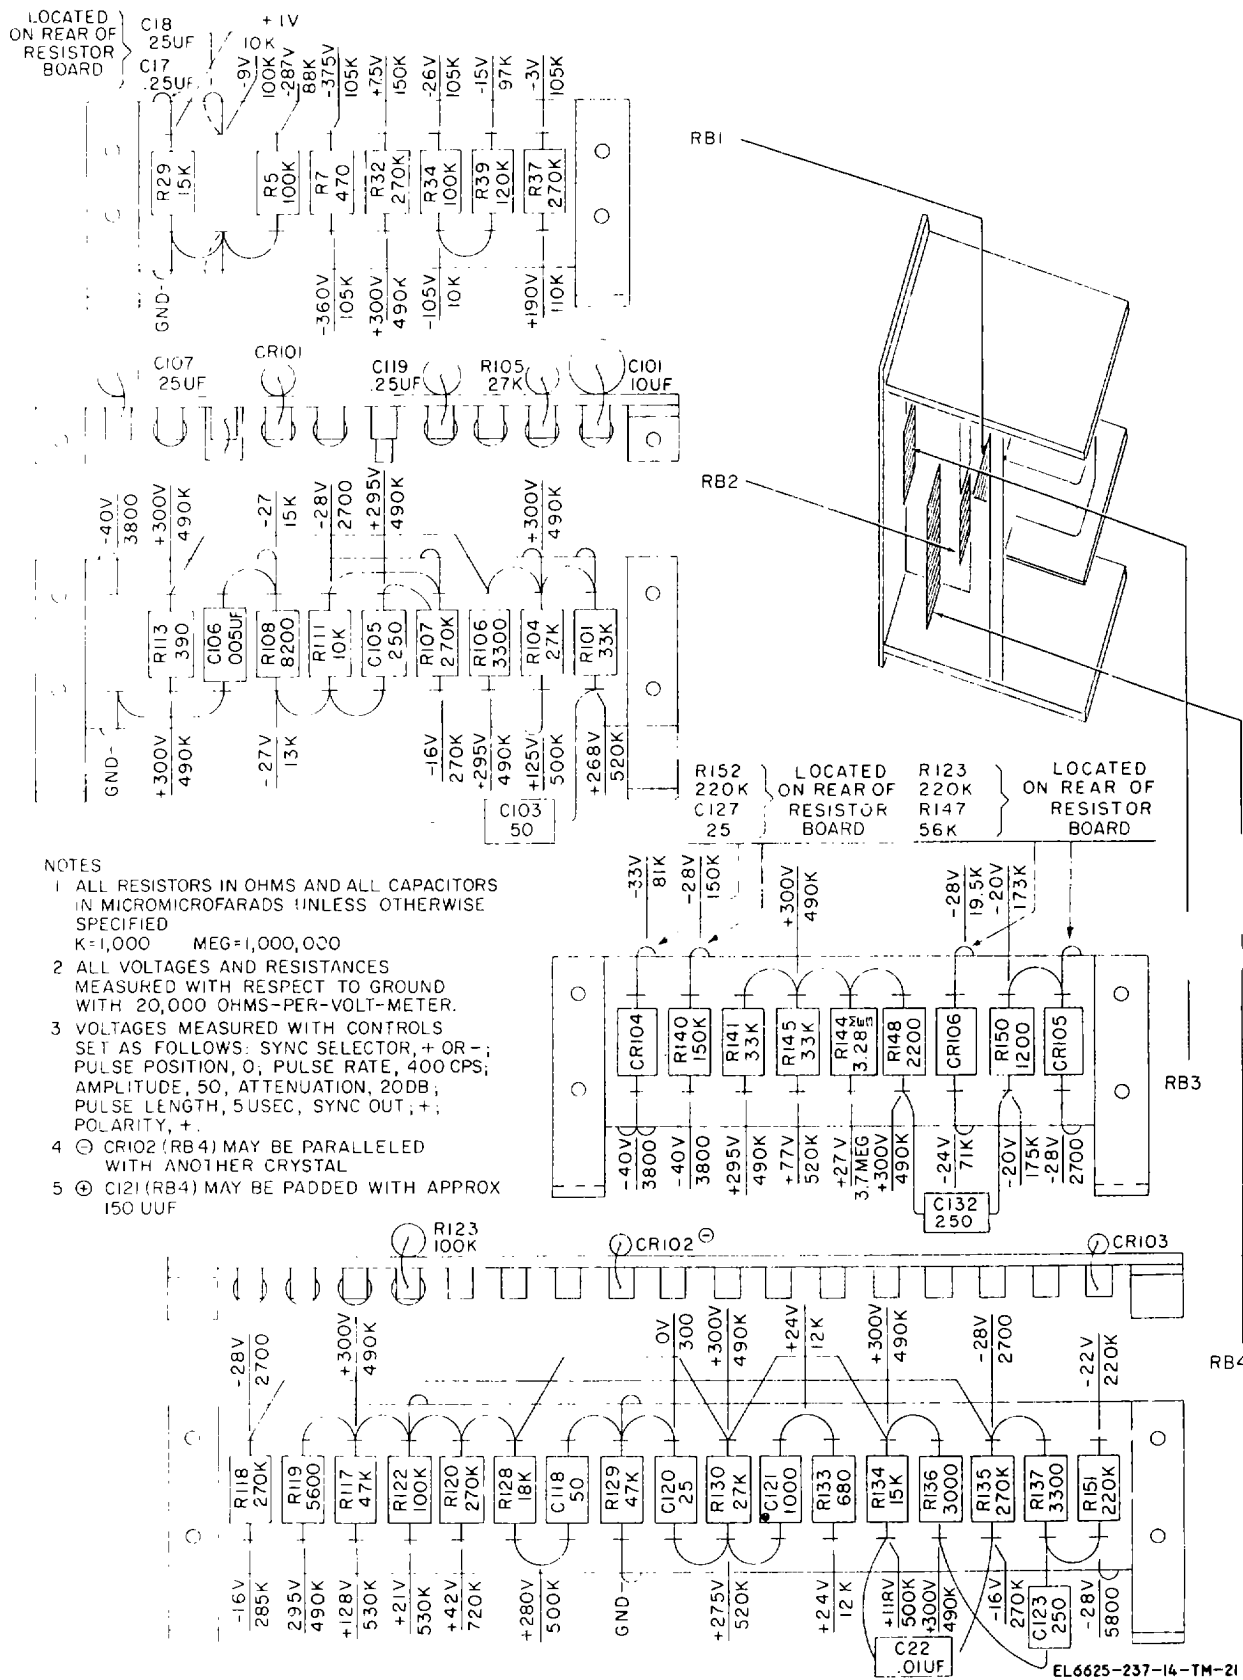 LOCATED
ON REAR OF
RESISTOR
BOARD
C18
.25UF
C17
.25UF
+1V
10K
-9V
100K
-287V
88K
-375V
105K
+75V
150K
-26V
105K
-15V
97K
-3V
105K
R29
15K
R5
100K
R7
470
R32
270K
R34
100K
R39
120K
R37
270K
GND
-360V
105K
+300V
490K
-105V
10K
+190V
110K
RB1
RB2
C107
.25UF
CR101
C119
.25UF
R105
27K
C101
10UF
-40V
3800
+300V
490K
-27
15K
-28V
2700
+295V
490K
+300V
490K
R113
390
C106
005UF
R108
8200
R111
10K
C105
250
R107
270K
R106
3300
R104
27K
R101
33K
GND
+300V
490K
-27V
13K
-16V
270K
+295V
490K
+125V
500K
+268V
520K
C103
50
R152
220K
C127
25
LOCATED
ON REAR OF
RESISTOR
BOARD
R123
220K
R147
56K
LOCATED
ON REAR OF
RESISTOR
BOARD
NOTES
1 ALL RESISTORS IN OHMS AND ALL CAPACITORS
IN MICROMICROFARADS UNLESS OTHERWISE
SPECIFIED
K=1,000 MEG=1,000,000
2 ALL VOLTAGES AND RESISTANCES
MEASURED WITH RESPECT TO GROUND
WITH 20,000 OHMS-PER-VOLT-METER.
3 VOLTAGES MEASURED WITH CONTROLS
SET AS FOLLOWS: SYNC SELECTOR, + OR -;
PULSE POSITION, 0; PULSE RATE, 400 CPS;
AMPLITUDE, 50, ATTENUATION, 20DB;
PULSE LENGTH, 5USEC, SYNC OUT; +;
POLARITY, +.
4 ⊖ CR102 (RB4) MAY BE PARALLELED
WITH ANOTHER CRYSTAL
5 ⊕ C121 (RB4) MAY BE PADDED WITH APPROX
150 UUF
-33V
81K
-28V
150K
+300V
490K
-28V
19.5K
-20V
173K
CR104
R140
150K
R141
33K
R145
33K
R144
3.28MEG
R148
2200
CR106
R150
1200
CR105
RB3
-40V
3800
-40V
3800
+295V
490K
+77V
520K
+27V
3.7MEG
+300V
490K
-24V
71K
-20V
175K
-28V
2700
C132
250
R123
100K
CR102 ⊖
CR103
-28V
2700
+300V
490K
0V
300
+300V
490K
+24V
12K
+300V
490K
-28V
2700
-22V
220K
RB4
R118
270K
R119
5600
R117
47K
R122
100K
R120
270K
R128
18K
C118
50
R129
47K
C120
25
R130
27K
C121
1000
R133
680
R134
15K
R136
3000
R135
270K
R137
3300
R151
220K
-16V
285K
295V
490K
+128V
530K
+21V
530K
+42V
720K
+280V
500K
GND
+275V
520K
+24V
12K
+118V
500K
+300V
490K
-16V
270K
C123
250
-28V
5800
C22
.01UF
EL6625-237-14-TM-21